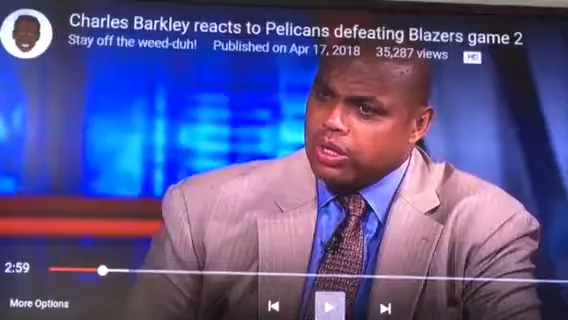 Charles Barkley reacts to Pelicans defeating Blazers game 2
Stay off the weed-duh! Published on Apr 17, 2018 35,287 views HD
2:59
More Options